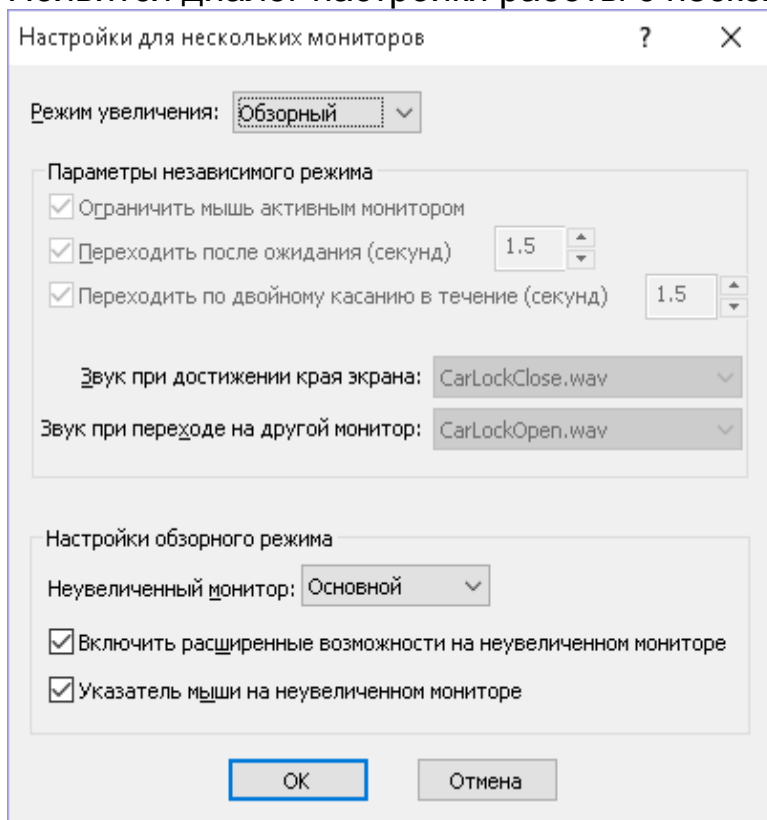 Настройки для нескольких мониторов
Режим увеличения: Обзорный
Параметры независимого режима
Ограничить мышь активным монитором
Переходить после ожидания (секунд) 1.5
Переходить по двойному касанию в течение (секунд) 1.5
Звук при достижении края экрана: CarLockClose.wav
Звук при переходе на другой монитор: CarLockOpen.wav
Настройки обзорного режима
Неувеличенный монитор: Основной
Включить расширенные возможности на неувеличенном мониторе
Указатель мыши на неувеличенном мониторе
ОК Отмена